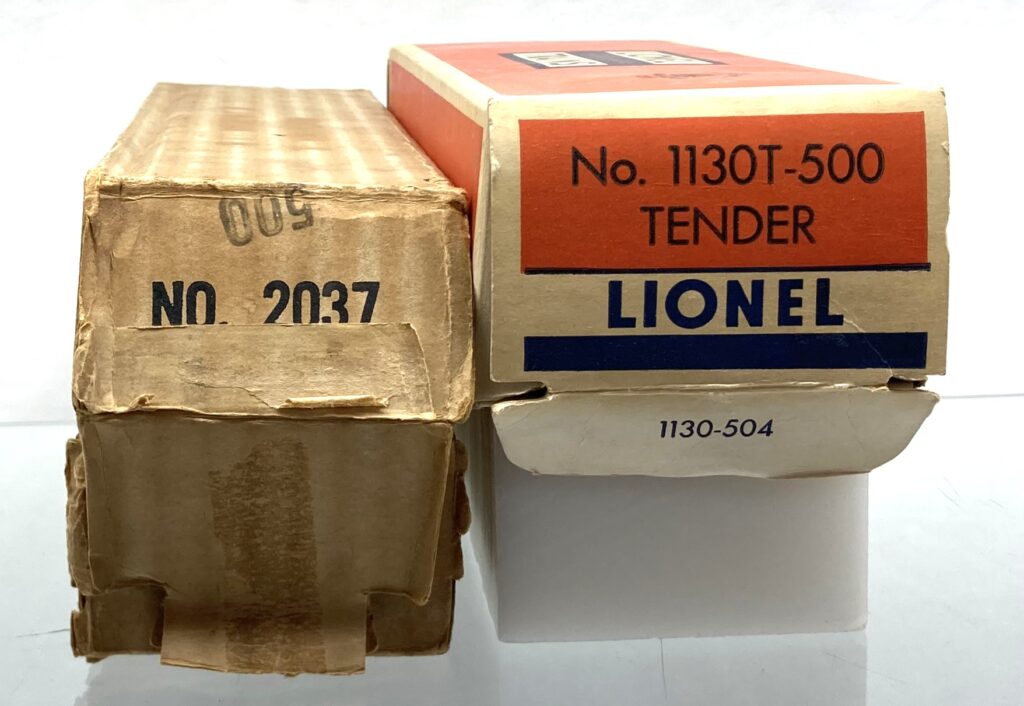 500
NO. 2037
No. 1130T-500
TENDER
LIONEL
1130-504